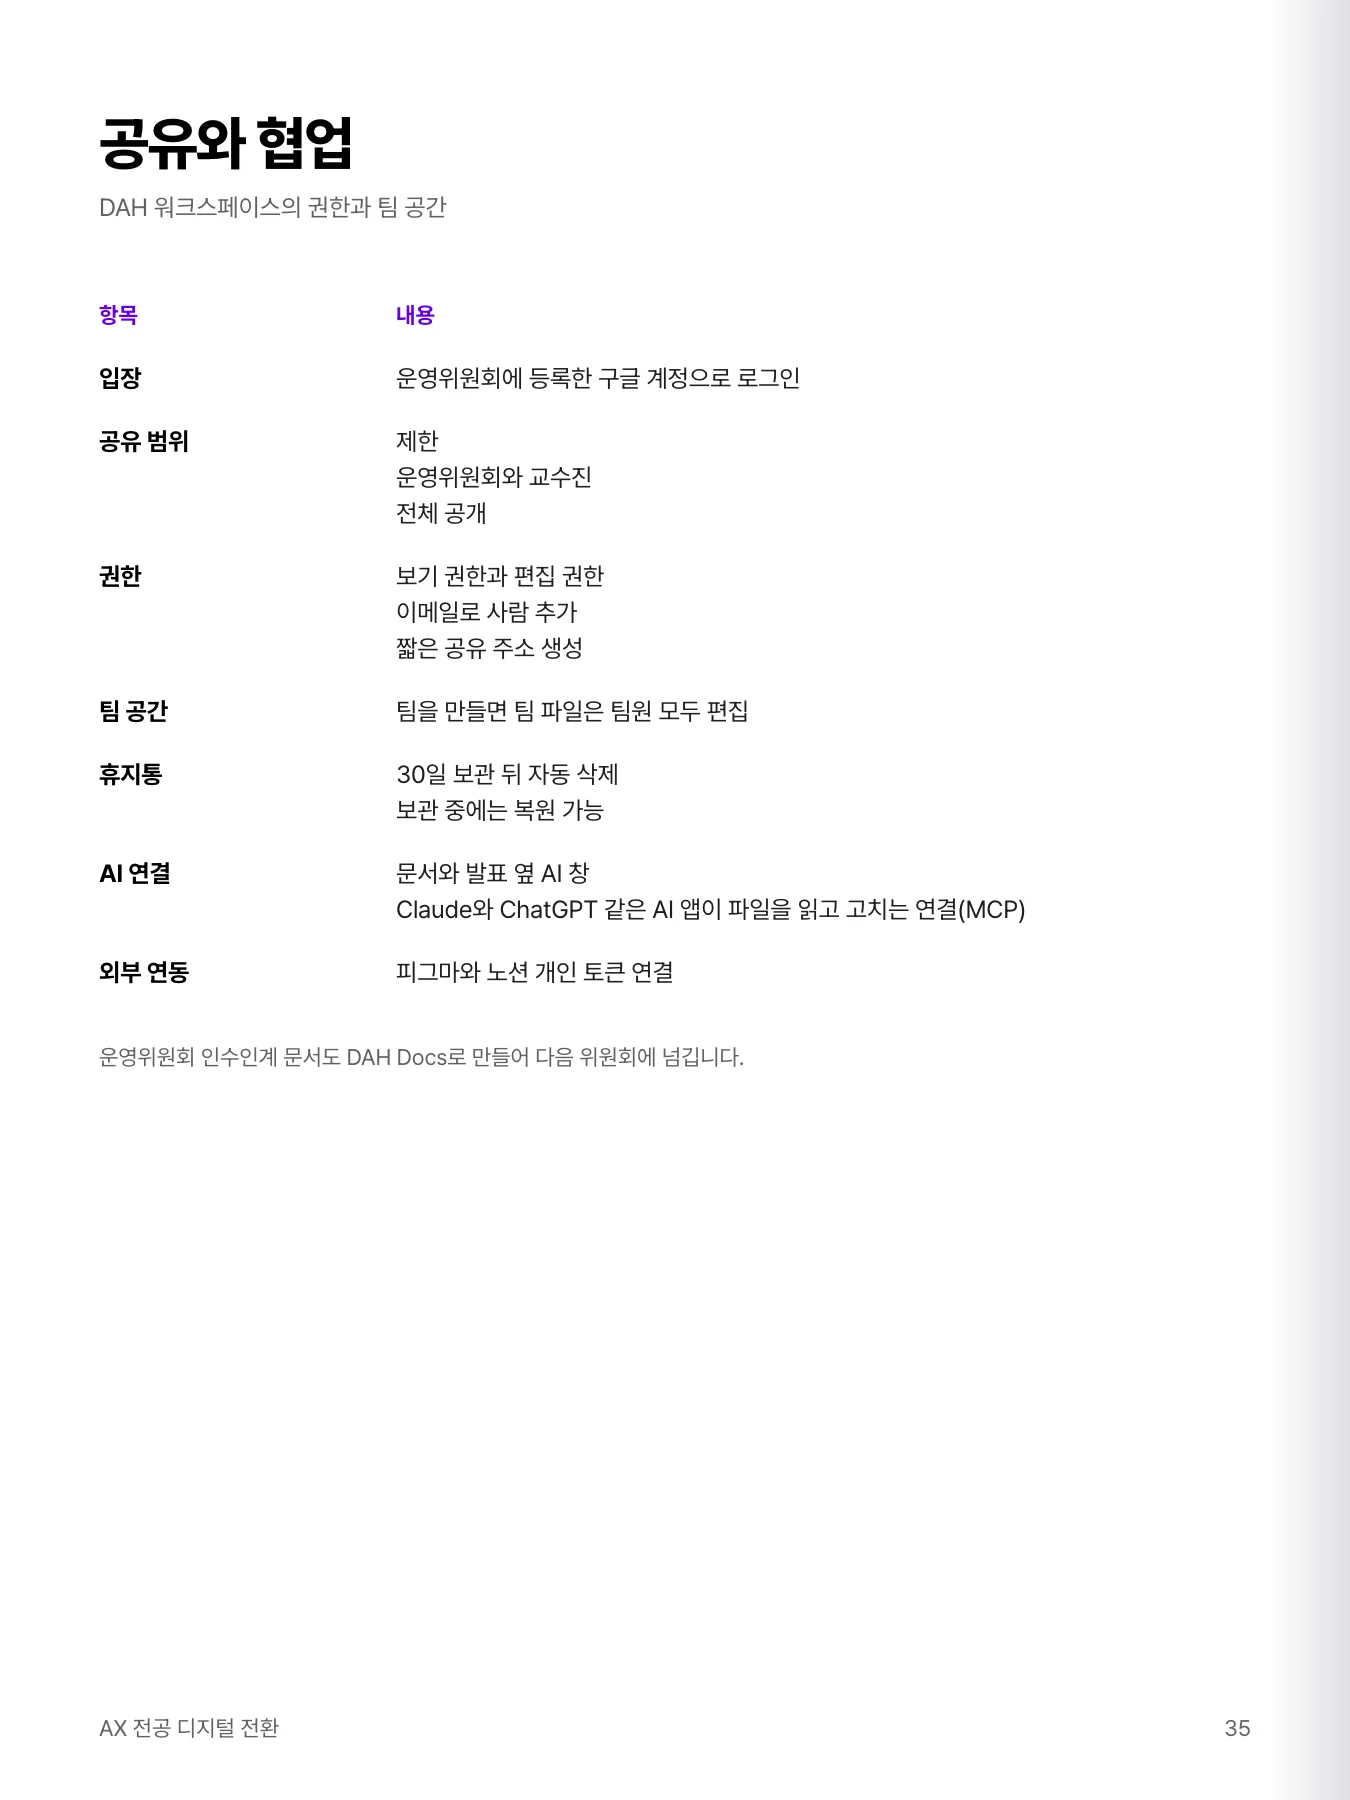 공유와 협업
DAH 워크스페이스의 권한과 팀 공간
항목 내용
입장 운영위원회에 등록한 구글 계정으로 로그인
공유 범위 제한
운영위원회와 교수진
전체 공개
권한 보기 권한과 편집 권한
이메일로 사람 추가
짧은 공유 주소 생성
팀 공간 팀을 만들면 팀 파일은 팀원 모두 편집
휴지통 30일 보관 뒤 자동 삭제
보관 중에는 복원 가능
AI 연결 문서와 발표 옆 AI 창
Claude와 ChatGPT 같은 AI 앱이 파일을 읽고 고치는 연결(MCP)
외부 연동 피그마와 노션 개인 토큰 연결
운영위원회 인수인계 문서도 DAH Docs로 만들어 다음 위원회에 넘깁니다.
AX 전공 디지털 전환 35